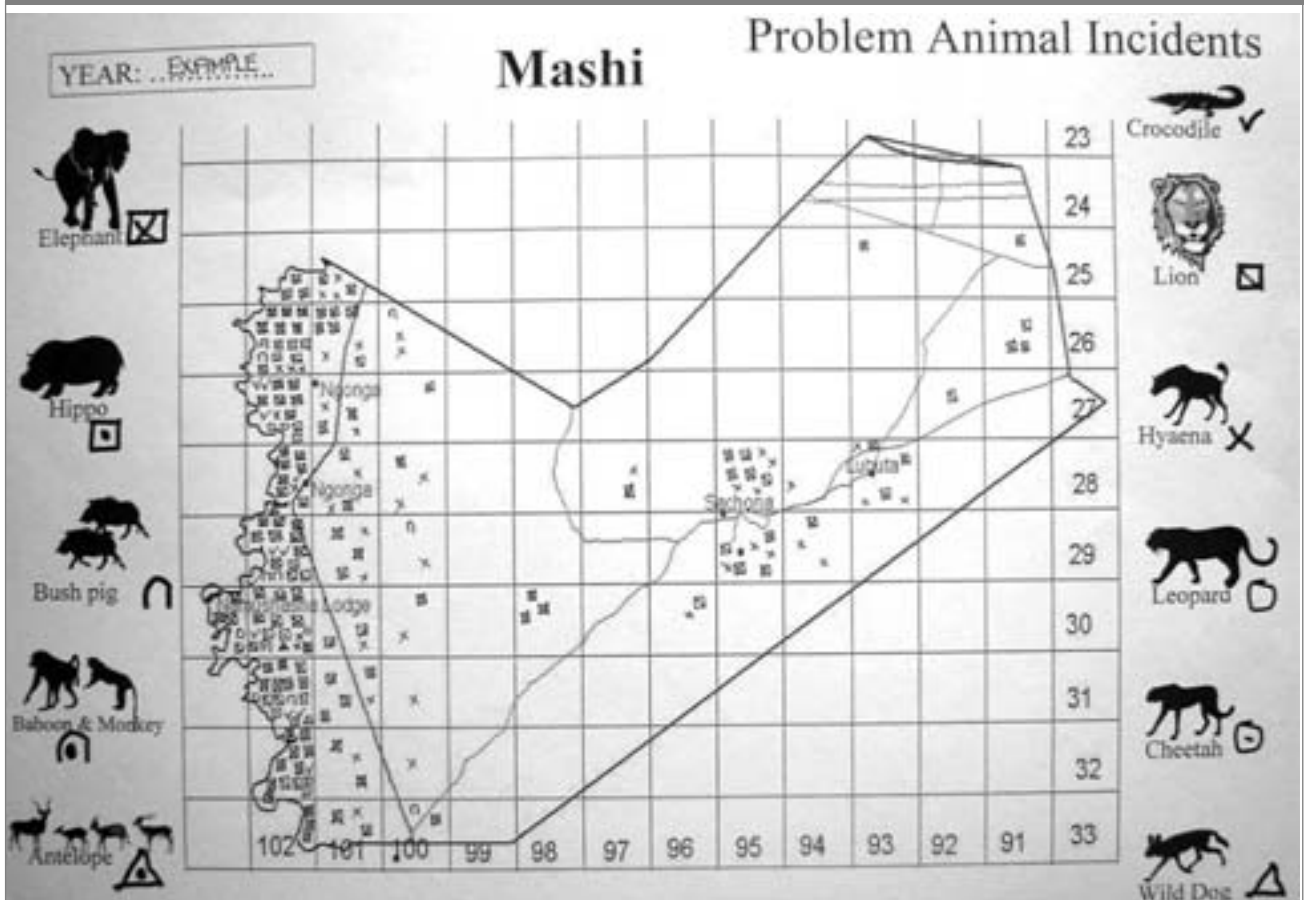 Problem Animal Incidents
YEAR: ...EXAMPLE...
Mashi
Crocodile
Elephant
Lion
Hippo
Hyaena
Bush pig
Leopard
Baboon & Monkey
Cheetah
Antelope
Wild Dog
23
24
25
26
27
28
29
30
31
32
33
Ngonga
Ngonga
Sachona
Lubuta
Lodge
102 101 100 99 98 97 96 95 94 93 92 91